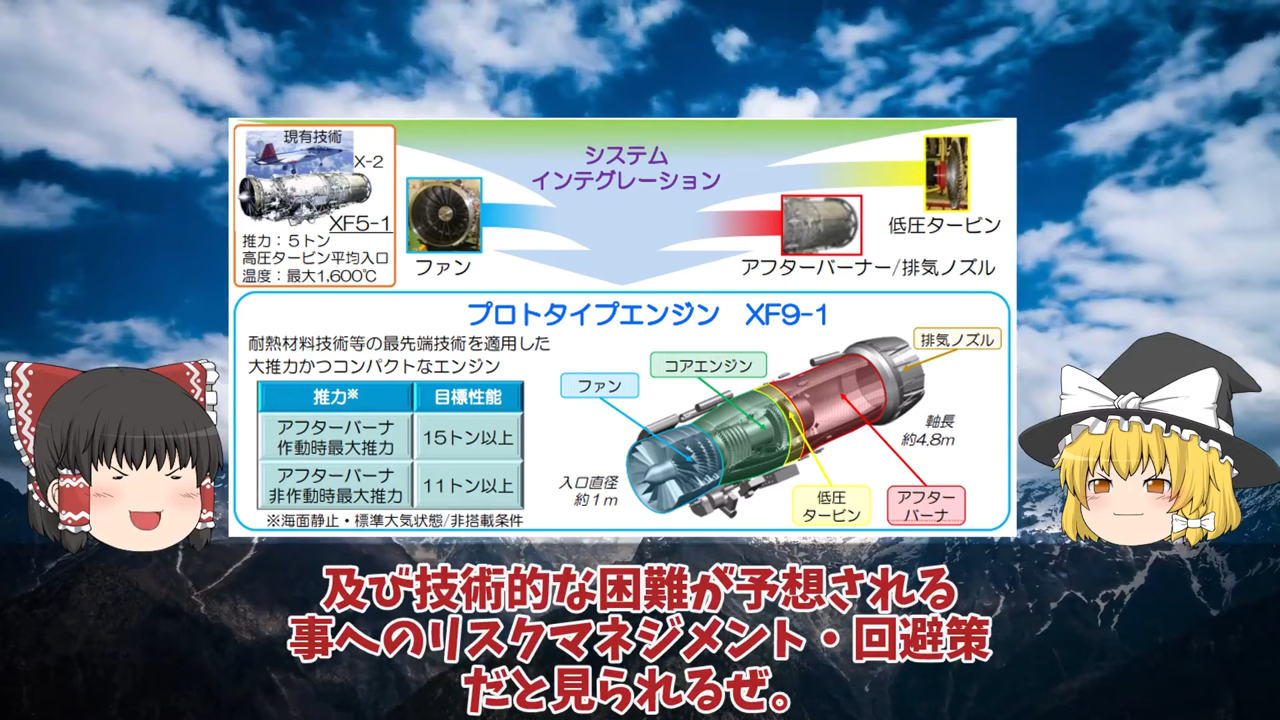 現有技術
X-2
XF5-1
推力：５トン
高圧タービン平均入口
温度：最大1,600℃
システム
インテグレーション
ファン
低圧タービン
アフターバーナー/排気ノズル
プロトタイプエンジン　XF9-1
耐熱材料技術等の最先端技術を適用した
大推力かつコンパクトなエンジン
推力※
目標性能
アフターバーナ
作動時最大推力
15トン以上
アフターバーナ
非作動時最大推力
11トン以上
※海面静止・標準大気状態/非搭載条件
ファン
コアエンジン
排気ノズル
入口直径
約１ｍ
軸長
約4.8m
低圧
タービン
アフター
バーナ
及び技術的な困難が予想される
事へのリスクマネジメント・回避策
だと見られるぜ。